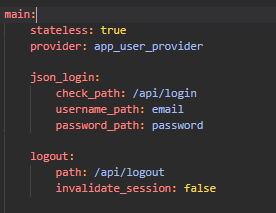 main:
    stateless: true
    provider: app_user_provider

    json_login:
        check_path: /api/login
        username_path: email
        password_path: password

    logout:
        path: /api/logout
        invalidate_session: false